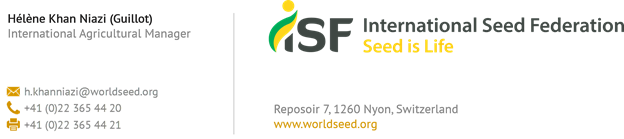 Hélène Khan Niazi (Guillot)
International Agricultural Manager
h.khanniazi@worldseed.org
+41 (0)22 365 44 20
+41 (0)22 365 44 21
ISF International Seed Federation
Seed is Life
Reposoir 7, 1260 Nyon, Switzerland
www.worldseed.org